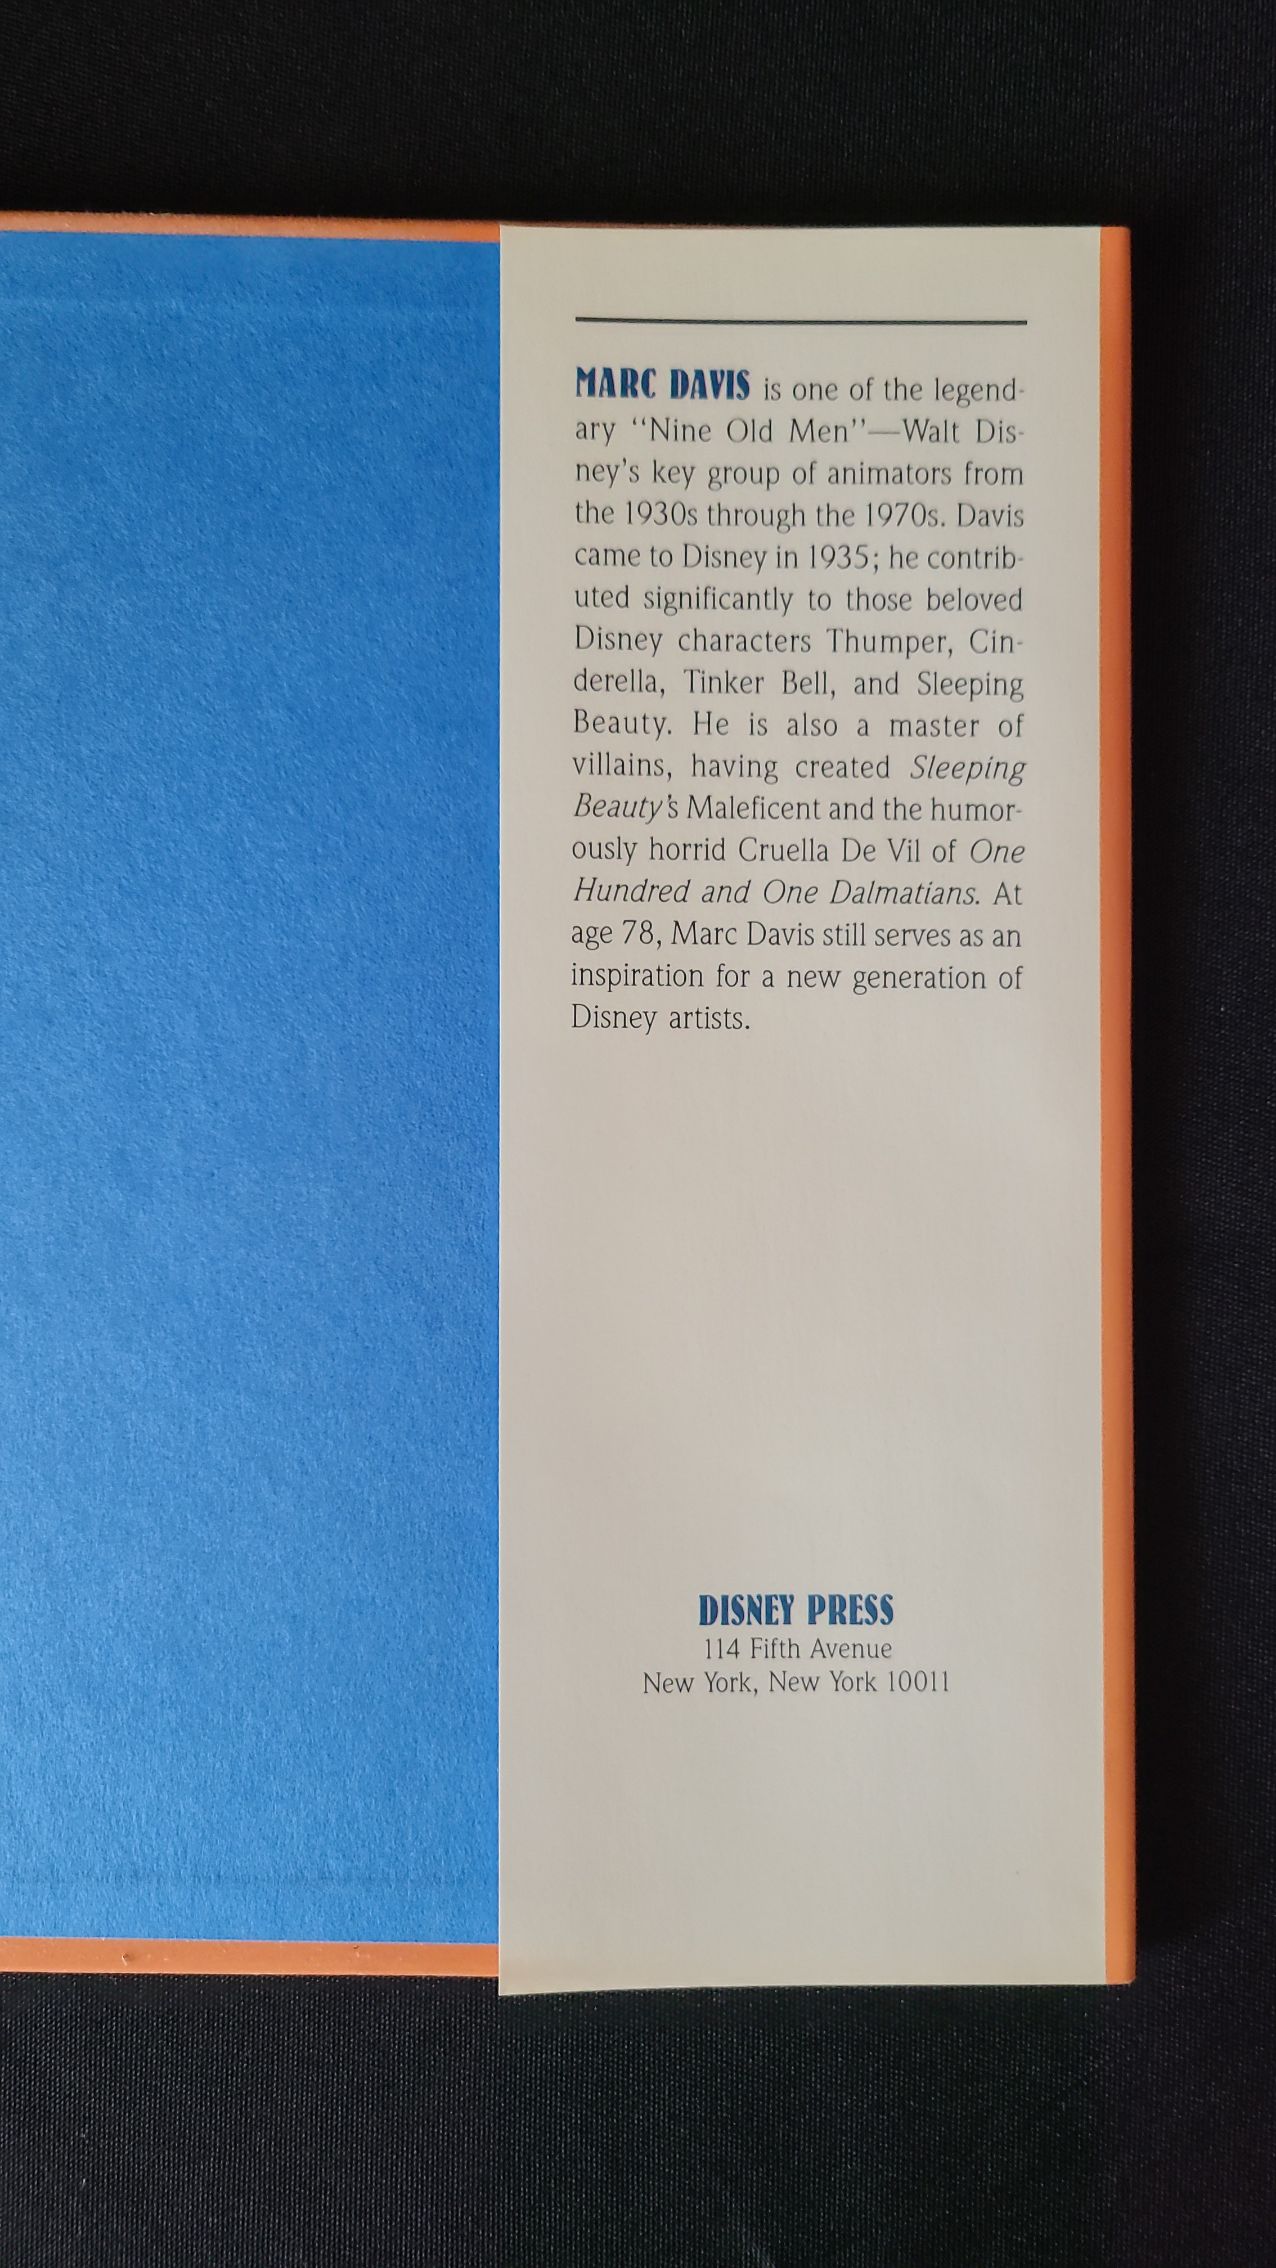 MARC DAVIS is one of the legend-
ary “Nine Old Men”—Walt Dis-
ney’s key group of animators from
the 1930s through the 1970s. Davis
came to Disney in 1935; he contrib-
uted significantly to those beloved
Disney characters Thumper, Cin-
derella, Tinker Bell, and Sleeping
Beauty. He is also a master of
villains, having created Sleeping
Beauty’s Maleficent and the humor-
ously horrid Cruella De Vil of One
Hundred and One Dalmatians. At
age 78, Marc Davis still serves as an
inspiration for a new generation of
Disney artists.
DISNEY PRESS
114 Fifth Avenue
New York, New York 10011